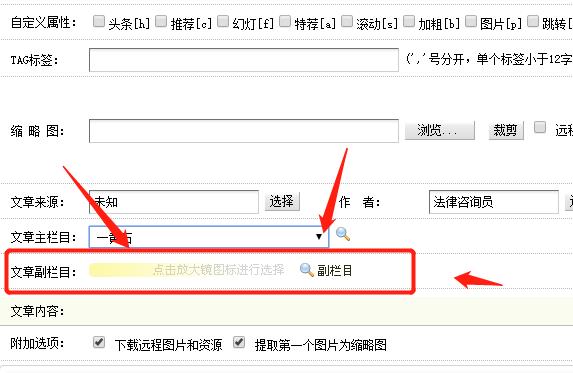 自定义属性： 头条[h] 推荐[c] 幻灯[f] 特荐[a] 滚动[s] 加粗[b] 图片[p] 跳转[
TAG标签： (','号分开，单个标签小于12字
缩 略 图： 浏览... 裁剪 远程
文章来源： 未知 选择 作 者： 法律咨询员
文章主栏目： 一黄石
文章副栏目： 点击放大镜图标进行选择 副栏目
文章内容：
附加选项： 下载远程图片和资源 提取第一个图片为缩略图